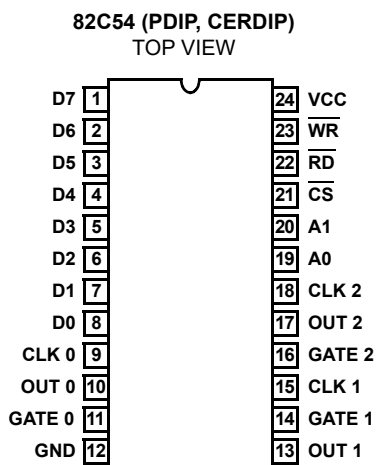 82C54 (PDIP, CERDIP)
TOP VIEW
D7 1 24 VCC
D6 2 23 WR
D5 3 22 RD
D4 4 21 CS
D3 5 20 A1
D2 6 19 A0
D1 7 18 CLK 2
D0 8 17 OUT 2
CLK 0 9 16 GATE 2
OUT 0 10 15 CLK 1
GATE 0 11 14 GATE 1
GND 12 13 OUT 1